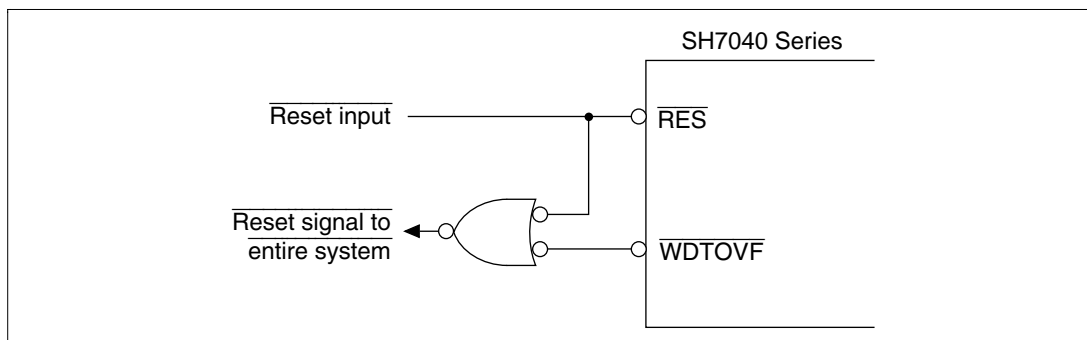 SH7040 Series
Reset input
RES
Reset signal to
entire system
WDTOVF